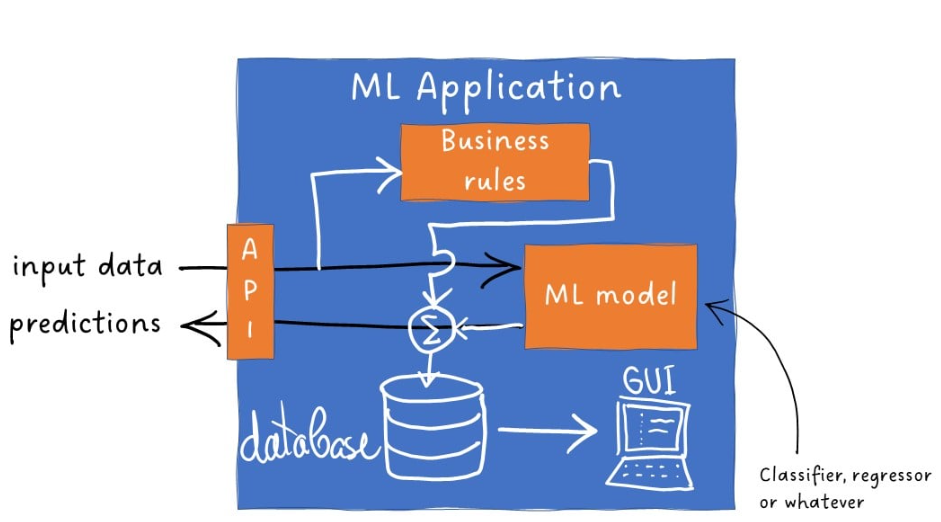 ML Application
Business
rules
input data
A
P
I
ML model
predictions
Σ
GUI
database
Classifier, regressor
or whatever